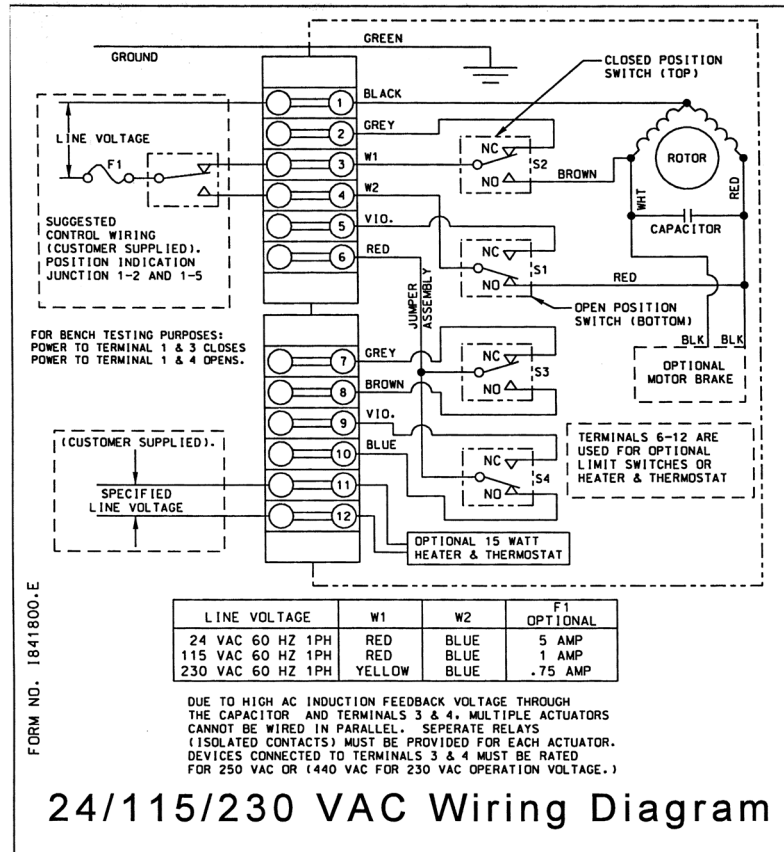 GREEN
GROUND
CLOSED POSITION
SWITCH (TOP)
1
BLACK
2
GREY
LINE VOLTAGE
F1
3
W1
NC
NO
S2
BROWN
ROTOR
4
W2
WHT
RED
CAPACITOR
SUGGESTED
CONTROL WIRING
(CUSTOMER SUPPLIED).
POSITION INDICATION
JUNCTION 1-2 AND 1-5
5
VIO.
6
RED
NC
NO
S1
RED
JUMPER
ASSEMBLY
OPEN POSITION
SWITCH (BOTTOM)
FOR BENCH TESTING PURPOSES:
POWER TO TERMINAL 1 & 3 CLOSES
POWER TO TERMINAL 1 & 4 OPENS.
BLK
BLK
OPTIONAL
MOTOR BRAKE
7
GREY
8
BROWN
NC
NO
S3
9
VIO.
10
BLUE
NC
NO
S4
TERMINALS 6-12 ARE
USED FOR OPTIONAL
LIMIT SWITCHES OR
HEATER & THERMOSTAT
(CUSTOMER SUPPLIED).
SPECIFIED
LINE VOLTAGE
11
12
OPTIONAL 15 WATT
HEATER & THERMOSTAT
FORM NO. I841800.E
LINE VOLTAGE W1 W2 F1 OPTIONAL
24 VAC 60 HZ 1PH RED BLUE 5 AMP
115 VAC 60 HZ 1PH RED BLUE 1 AMP
230 VAC 60 HZ 1PH YELLOW BLUE .75 AMP
DUE TO HIGH AC INDUCTION FEEDBACK VOLTAGE THROUGH
THE CAPACITOR AND TERMINALS 3 & 4. MULTIPLE ACTUATORS
CANNOT BE WIRED IN PARALLEL. SEPERATE RELAYS
(ISOLATED CONTACTS) MUST BE PROVIDED FOR EACH ACTUATOR.
DEVICES CONNECTED TO TERMINALS 3 & 4 MUST BE RATED
FOR 250 VAC OR (440 VAC FOR 230 VAC OPERATION VOLTAGE.)
24/115/230 VAC Wiring Diagram